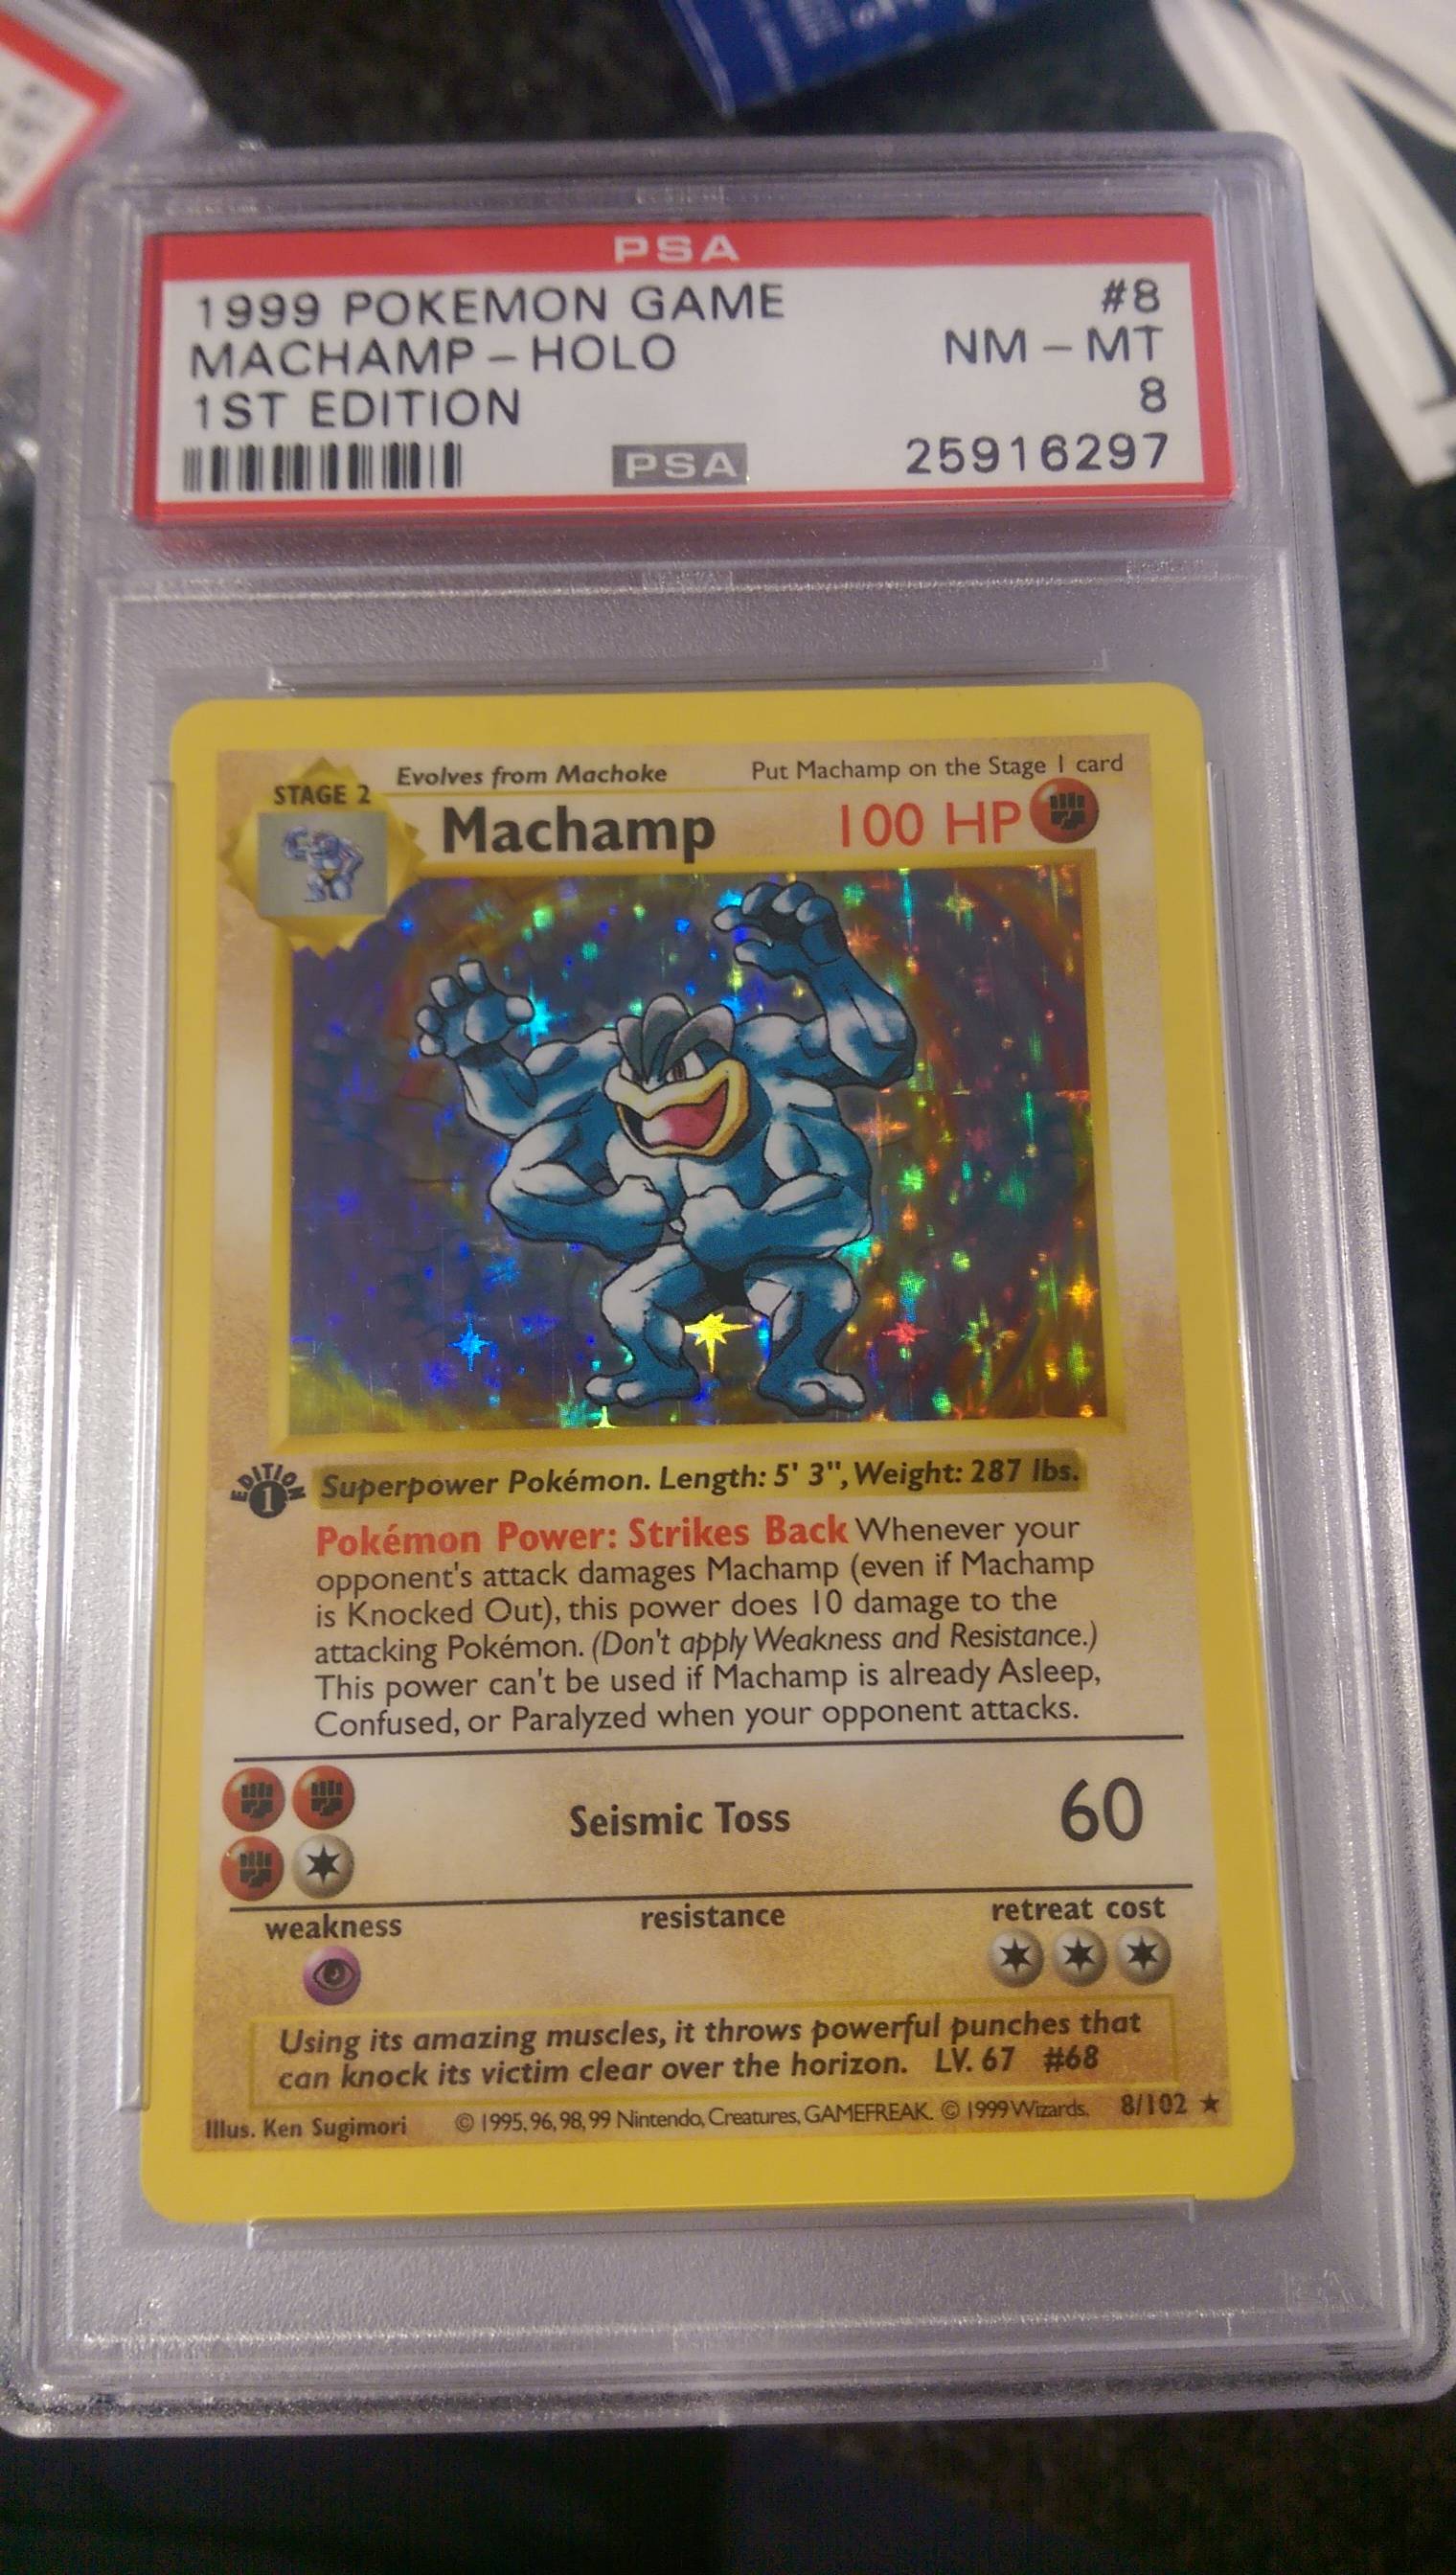 PSA
1999 POKEMON GAME #8
MACHAMP – HOLO NM – MT
1ST EDITION 8
PSA 25916297
Evolves from Machoke Put Machamp on the Stage 1 card
STAGE 2
Machamp 100 HP
EDITION 1
Superpower Pokémon. Length: 5' 3", Weight: 287 lbs.
Pokémon Power: Strikes Back Whenever your
opponent's attack damages Machamp (even if Machamp
is Knocked Out), this power does 10 damage to the
attacking Pokémon. (Don't apply Weakness and Resistance.)
This power can't be used if Machamp is already Asleep,
Confused, or Paralyzed when your opponent attacks.
Seismic Toss 60
weakness resistance retreat cost
Using its amazing muscles, it throws powerful punches that
can knock its victim clear over the horizon. LV. 67 #68
Illus. Ken Sugimori © 1995, 96, 98, 99 Nintendo, Creatures, GAMEFREAK. © 1999 Wizards. 8/102 ★